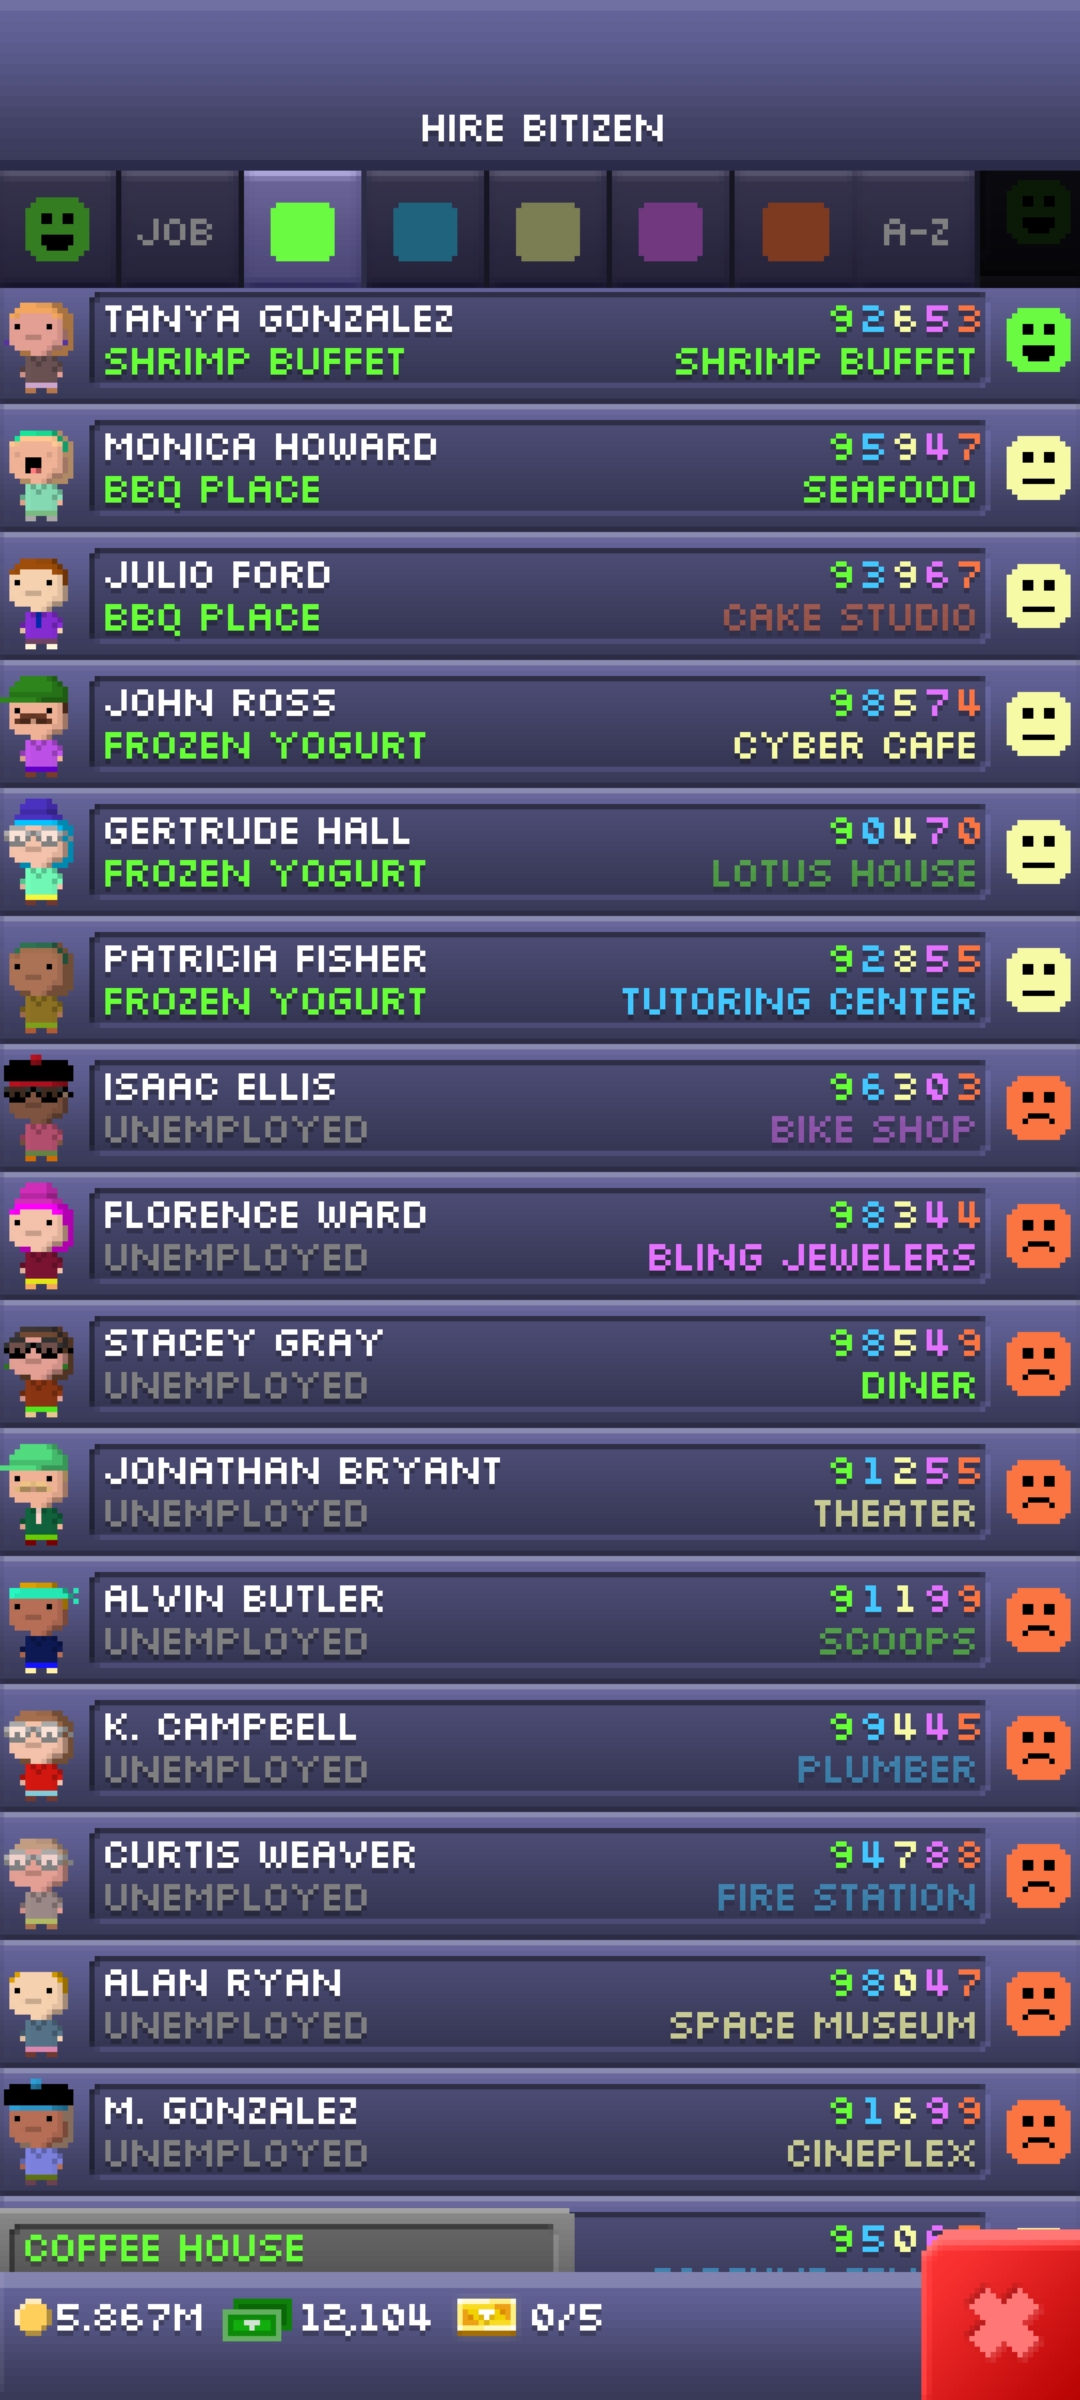 HIRE BITIZEN
JOB A-Z
TANYA GONZALEZ 92653
SHRIMP BUFFET SHRIMP BUFFET
MONICA HOWARD 95947
BBQ PLACE SEAFOOD
JULIO FORD 93967
BBQ PLACE CAKE STUDIO
JOHN ROSS 98574
FROZEN YOGURT CYBER CAFE
GERTRUDE HALL 90470
FROZEN YOGURT LOTUS HOUSE
PATRICIA FISHER 92855
FROZEN YOGURT TUTORING CENTER
ISAAC ELLIS 96303
UNEMPLOYED BIKE SHOP
FLORENCE WARD 98344
UNEMPLOYED BLING JEWELERS
STACEY GRAY 98549
UNEMPLOYED DINER
JONATHAN BRYANT 91255
UNEMPLOYED THEATER
ALVIN BUTLER 91199
UNEMPLOYED SCOOPS
K. CAMPBELL 99445
UNEMPLOYED PLUMBER
CURTIS WEAVER 94788
UNEMPLOYED FIRE STATION
ALAN RYAN 98047
UNEMPLOYED SPACE MUSEUM
M. GONZALEZ 91699
UNEMPLOYED CINEPLEX
COFFEE HOUSE 950
5.867M 12,104 0/5